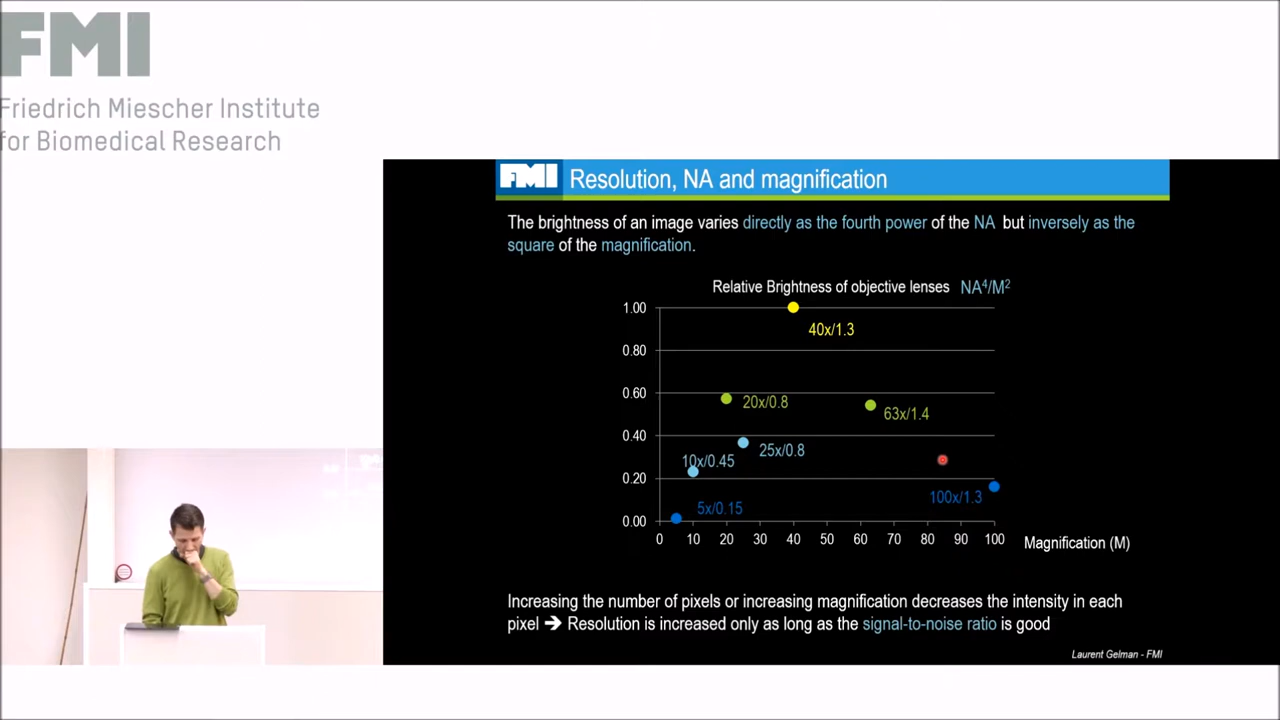 FMI
Friedrich Miescher Institute
for Biomedical Research
FMI Resolution, NA and magnification
The brightness of an image varies directly as the fourth power of the NA but inversely as the
square of the magnification.
Relative Brightness of objective lenses NA⁴/M²
1.00
40x/1.3
0.80
0.60
20x/0.8
63x/1.4
0.40
25x/0.8
10x/0.45
0.20
100x/1.3
5x/0.15
0.00
0 10 20 30 40 50 60 70 80 90 100
Magnification (M)
Increasing the number of pixels or increasing magnification decreases the intensity in each
pixel ➔ Resolution is increased only as long as the signal-to-noise ratio is good
Laurent Gelman - FMI